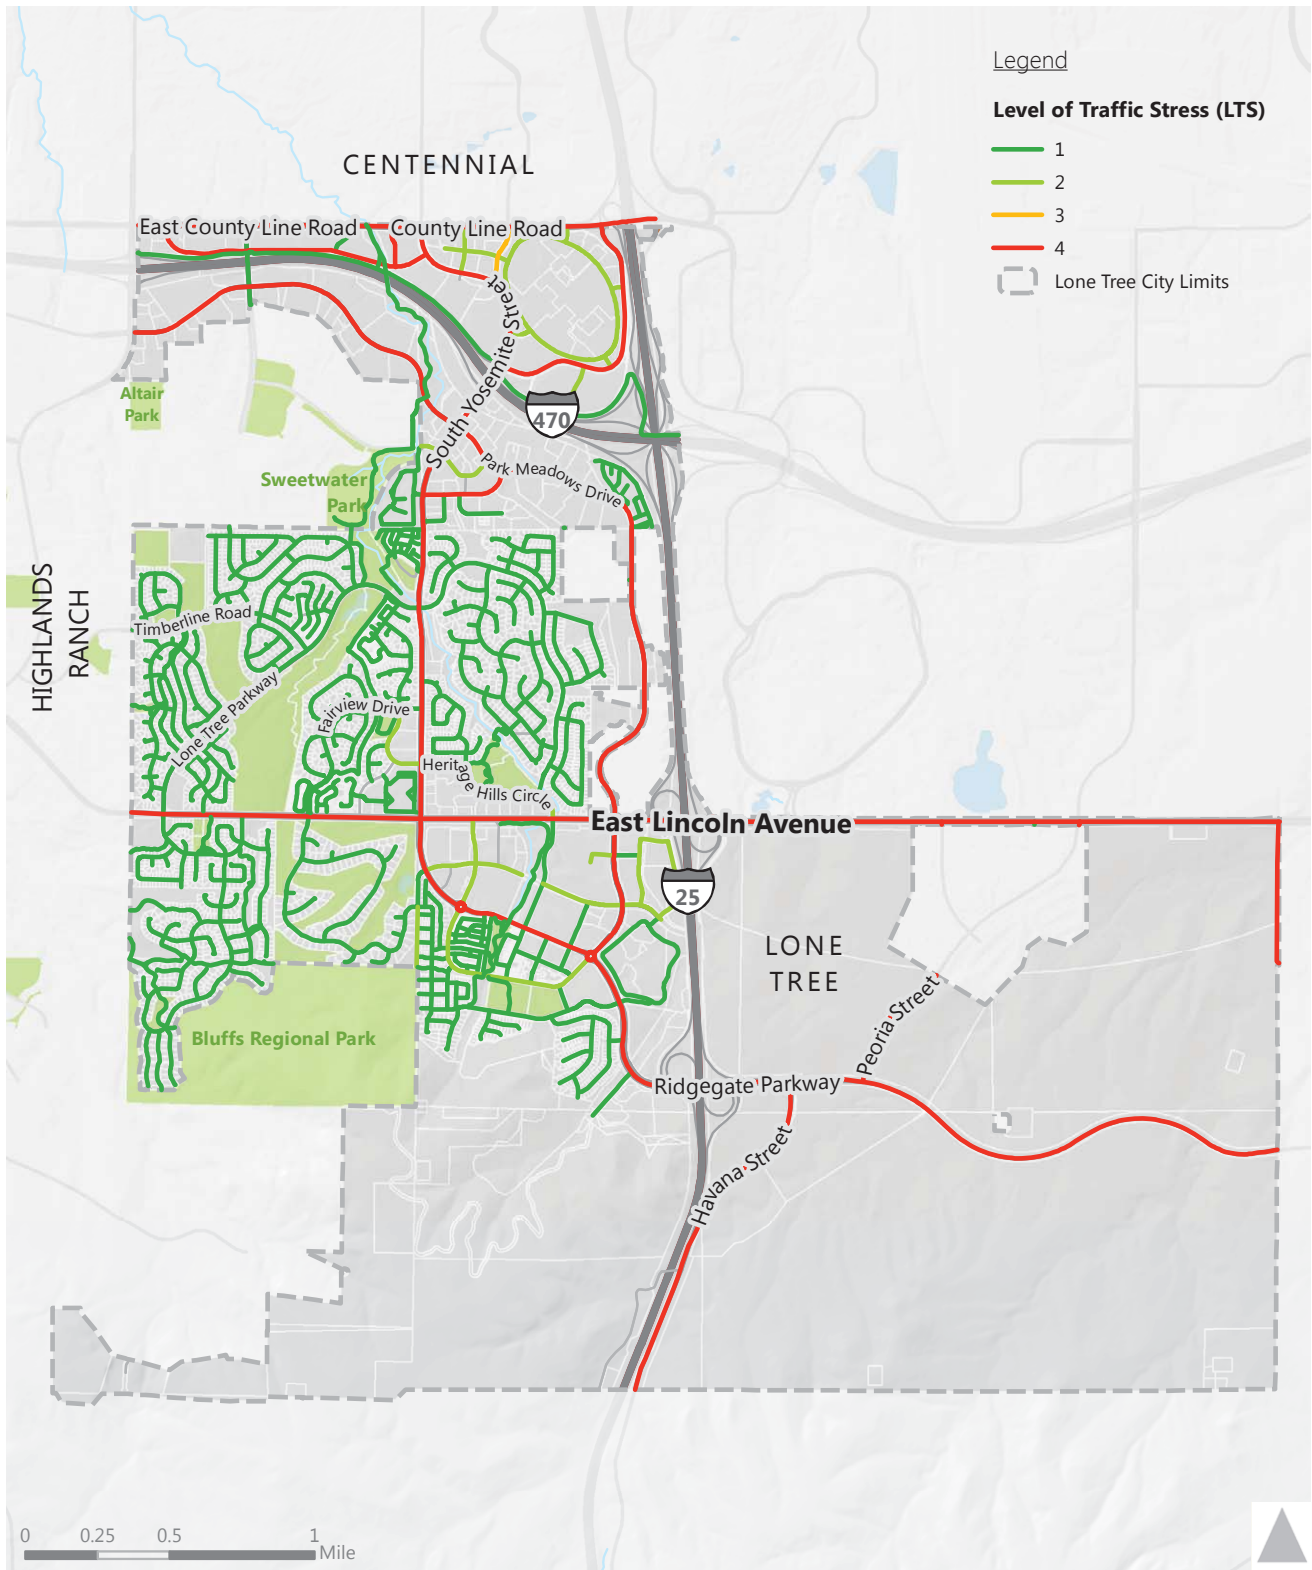 Legend
Level of Traffic Stress (LTS)
1
2
3
4
Lone Tree City Limits
CENTENNIAL
East County Line Road
County Line Road
South Yosemite Street
Altair
Park
470
Sweetwater
Park
Park Meadows Drive
HIGHLANDS
RANCH
Timberline Road
Lone Tree Parkway
Fairview Drive
Heritage Hills Circle
East Lincoln Avenue
25
LONE
TREE
Peoria Street
Bluffs Regional Park
Ridgegate Parkway
Havana Street
0 0.25 0.5 1
Mile